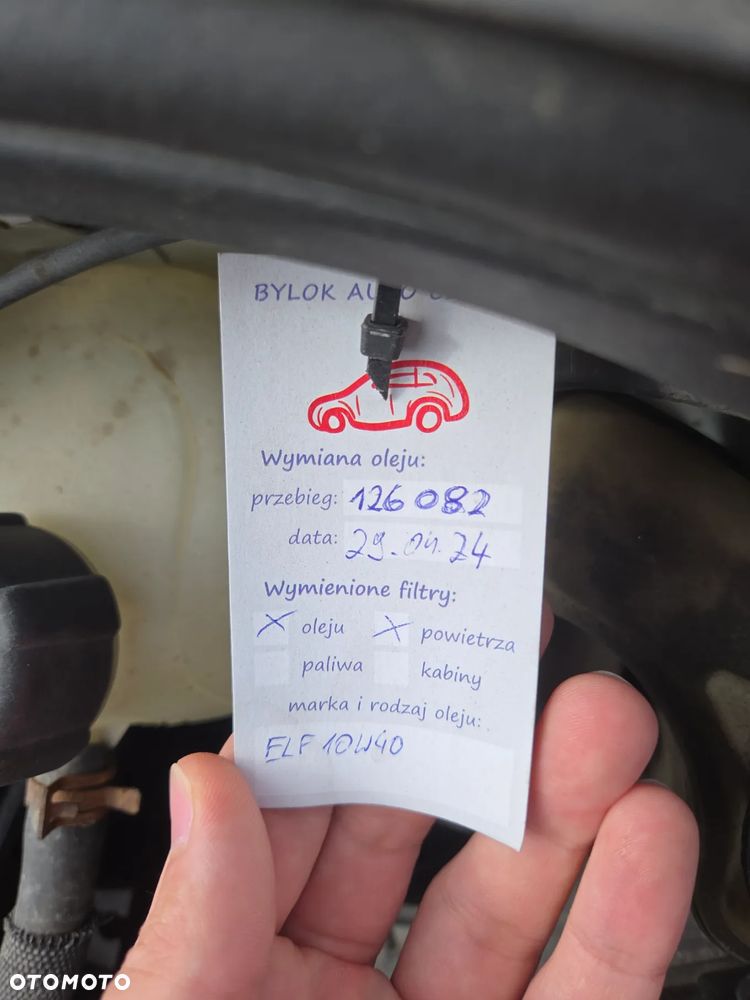 BYLOK
Wymiana oleju:
przebieg: 126 082
data: 29.04.24
Wymienione filtry:
X oleju X powietrza
paliwa kabiny
marka i rodzaj oleju:
ELF 10W40
OTOMOTO